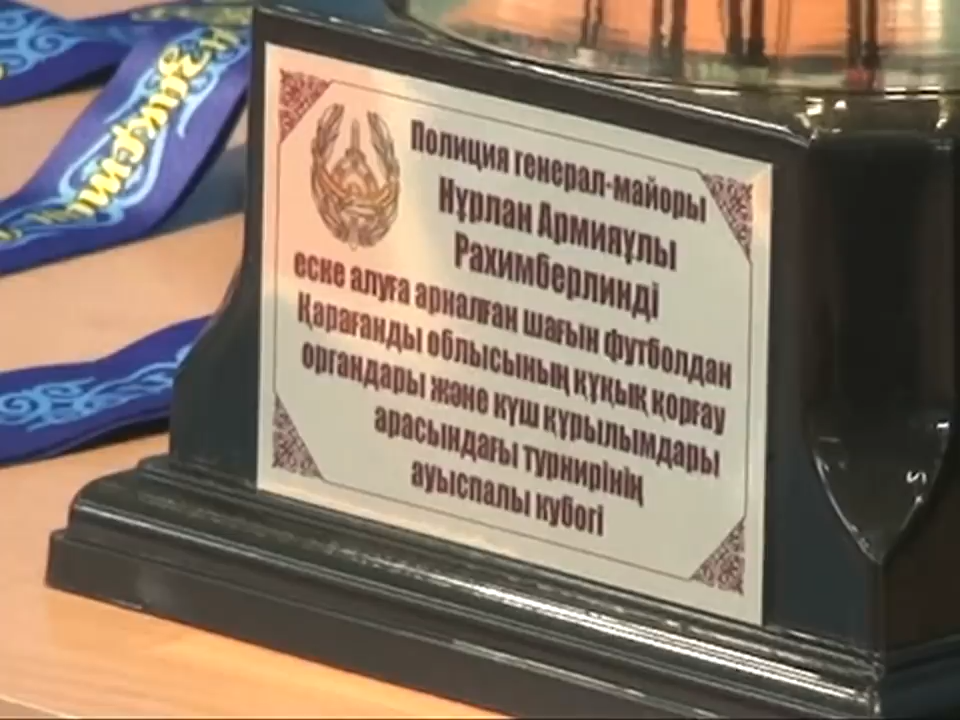 Полиция генерал-майоры
Нұрлан Армияұлы
Рахимберлинді
еске алуға арналған шағын футболдан
Қарағанды облысының құқық қорғау
органдары және күш құрылымдары
арасындағы турнирінің
ауыспалы кубогі